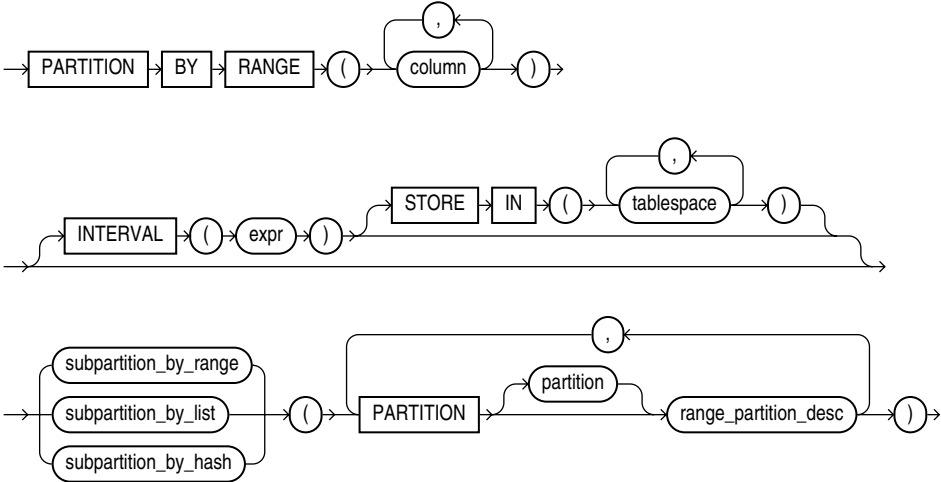 ,
PARTITION BY RANGE ( column )
,
STORE IN ( tablespace )
INTERVAL ( expr )
,
subpartition_by_range
partition
subpartition_by_list ( PARTITION range_partition_desc )
subpartition_by_hash